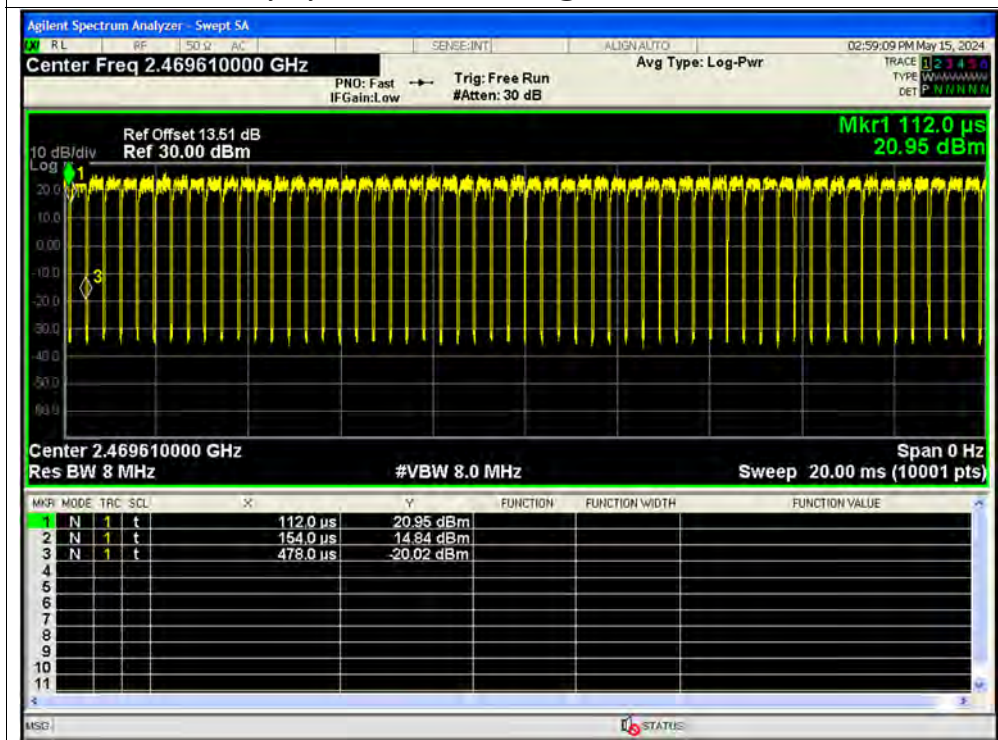 Agilent Spectrum Analyzer - Swept SA
RL RF 50 Ω AC SENSE:INT ALIGN AUTO 02:59:09 PM May 15, 2024
Center Freq 2.469610000 GHz
PNO: Fast
IFGain:Low
Trig: Free Run
#Atten: 30 dB
Avg Type: Log-Pwr
TRACE 1 2 3 4 5 6
TYPE
DET P N N N N N
Mkr1 112.0 µs
20.95 dBm
Ref Offset 13.51 dB
10 dB/div Ref 30.00 dBm
Log
1
20.0
10.0
0.00
-10.0
3
-20.0
-30.0
-40.0
-50.0
-60.0
Center 2.469610000 GHz Span 0 Hz
Res BW 8 MHz #VBW 8.0 MHz Sweep 20.00 ms (10001 pts)
MKR MODE TRC SCL X Y FUNCTION FUNCTION WIDTH FUNCTION VALUE
1 N 1 t 112.0 µs 20.95 dBm
2 N 1 t 154.0 µs 14.84 dBm
3 N 1 t 478.0 µs -20.02 dBm
4
5
6
7
8
9
10
11
MSG STATUS